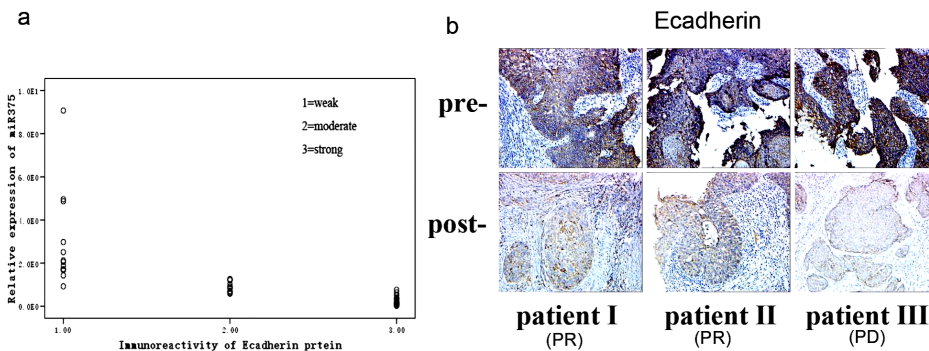 a
b
Ecadherin
Relative expression of miR375
1.0E1
8.0E0
6.0E0
4.0E0
2.0E0
0.0E0
1=weak
2=moderate
3=strong
1.00
2.00
3.00
Immunoreactivity of Ecadherin prtein
pre-
post-
patient I
(PR)
patient II
(PR)
patient III
(PD)